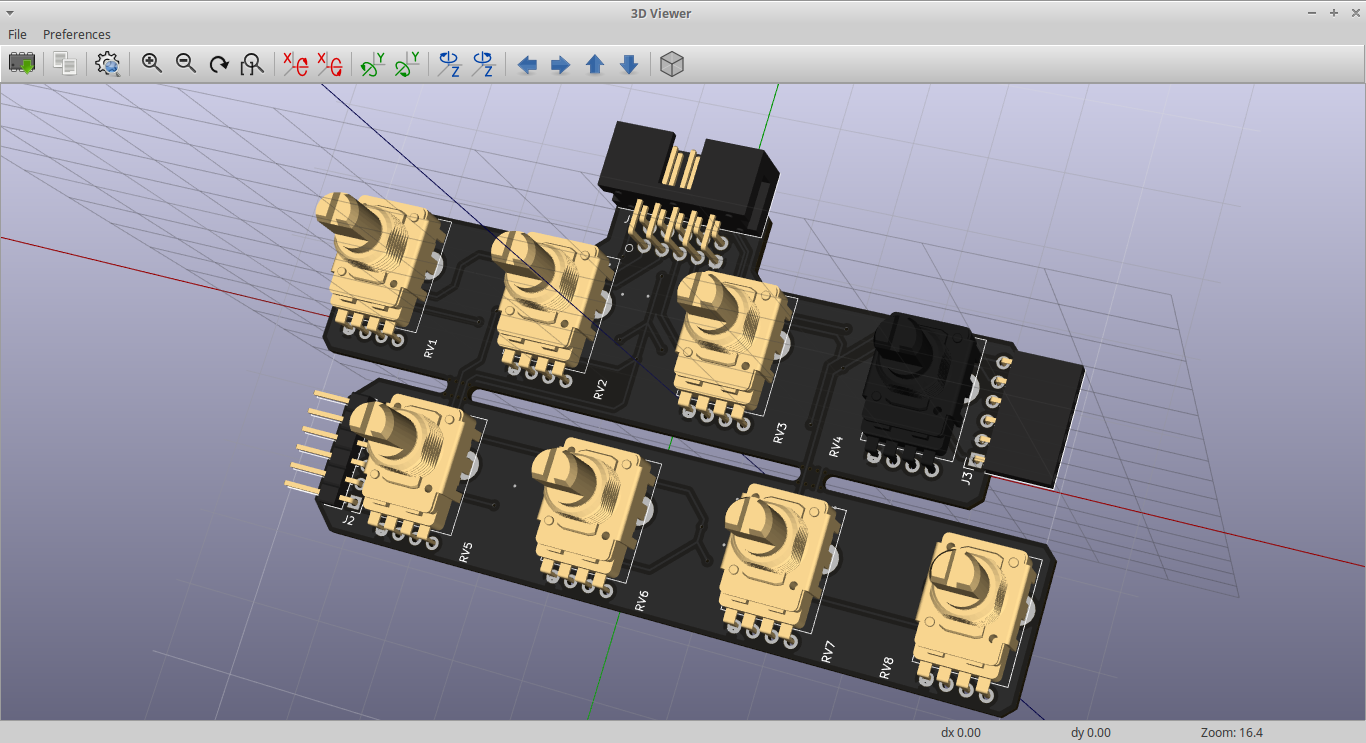 3D Viewer
File Preferences
X X Y Y Z Z
RV1
RV2
RV3
RV4
J3
J2
RV5
RV6
RV7
RV8
dx 0.00 dy 0.00 Zoom: 16.4